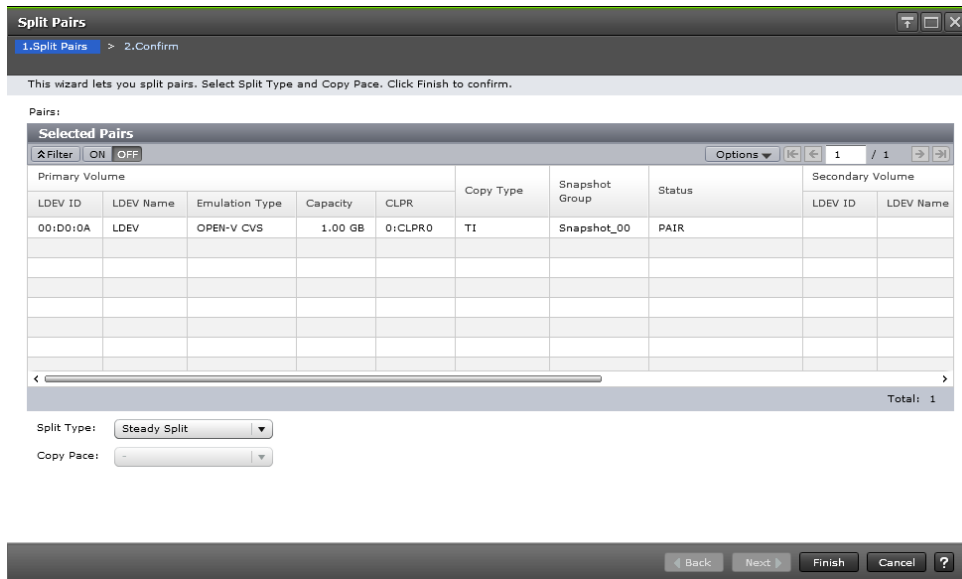 Split Pairs
1.Split Pairs > 2.Confirm
This wizard lets you split pairs. Select Split Type and Copy Pace. Click Finish to confirm.
Pairs:
Selected Pairs
Filter ON OFF Options 1 / 1
Primary Volume Copy Type Snapshot Group Status Secondary Volume
LDEV ID LDEV Name Emulation Type Capacity CLPR LDEV ID LDEV Name
00:D0:0A LDEV OPEN-V CVS 1.00 GB 0:CLPR0 TI Snapshot_00 PAIR
Total: 1
Split Type: Steady Split
Copy Pace: -
Back Next Finish Cancel ?